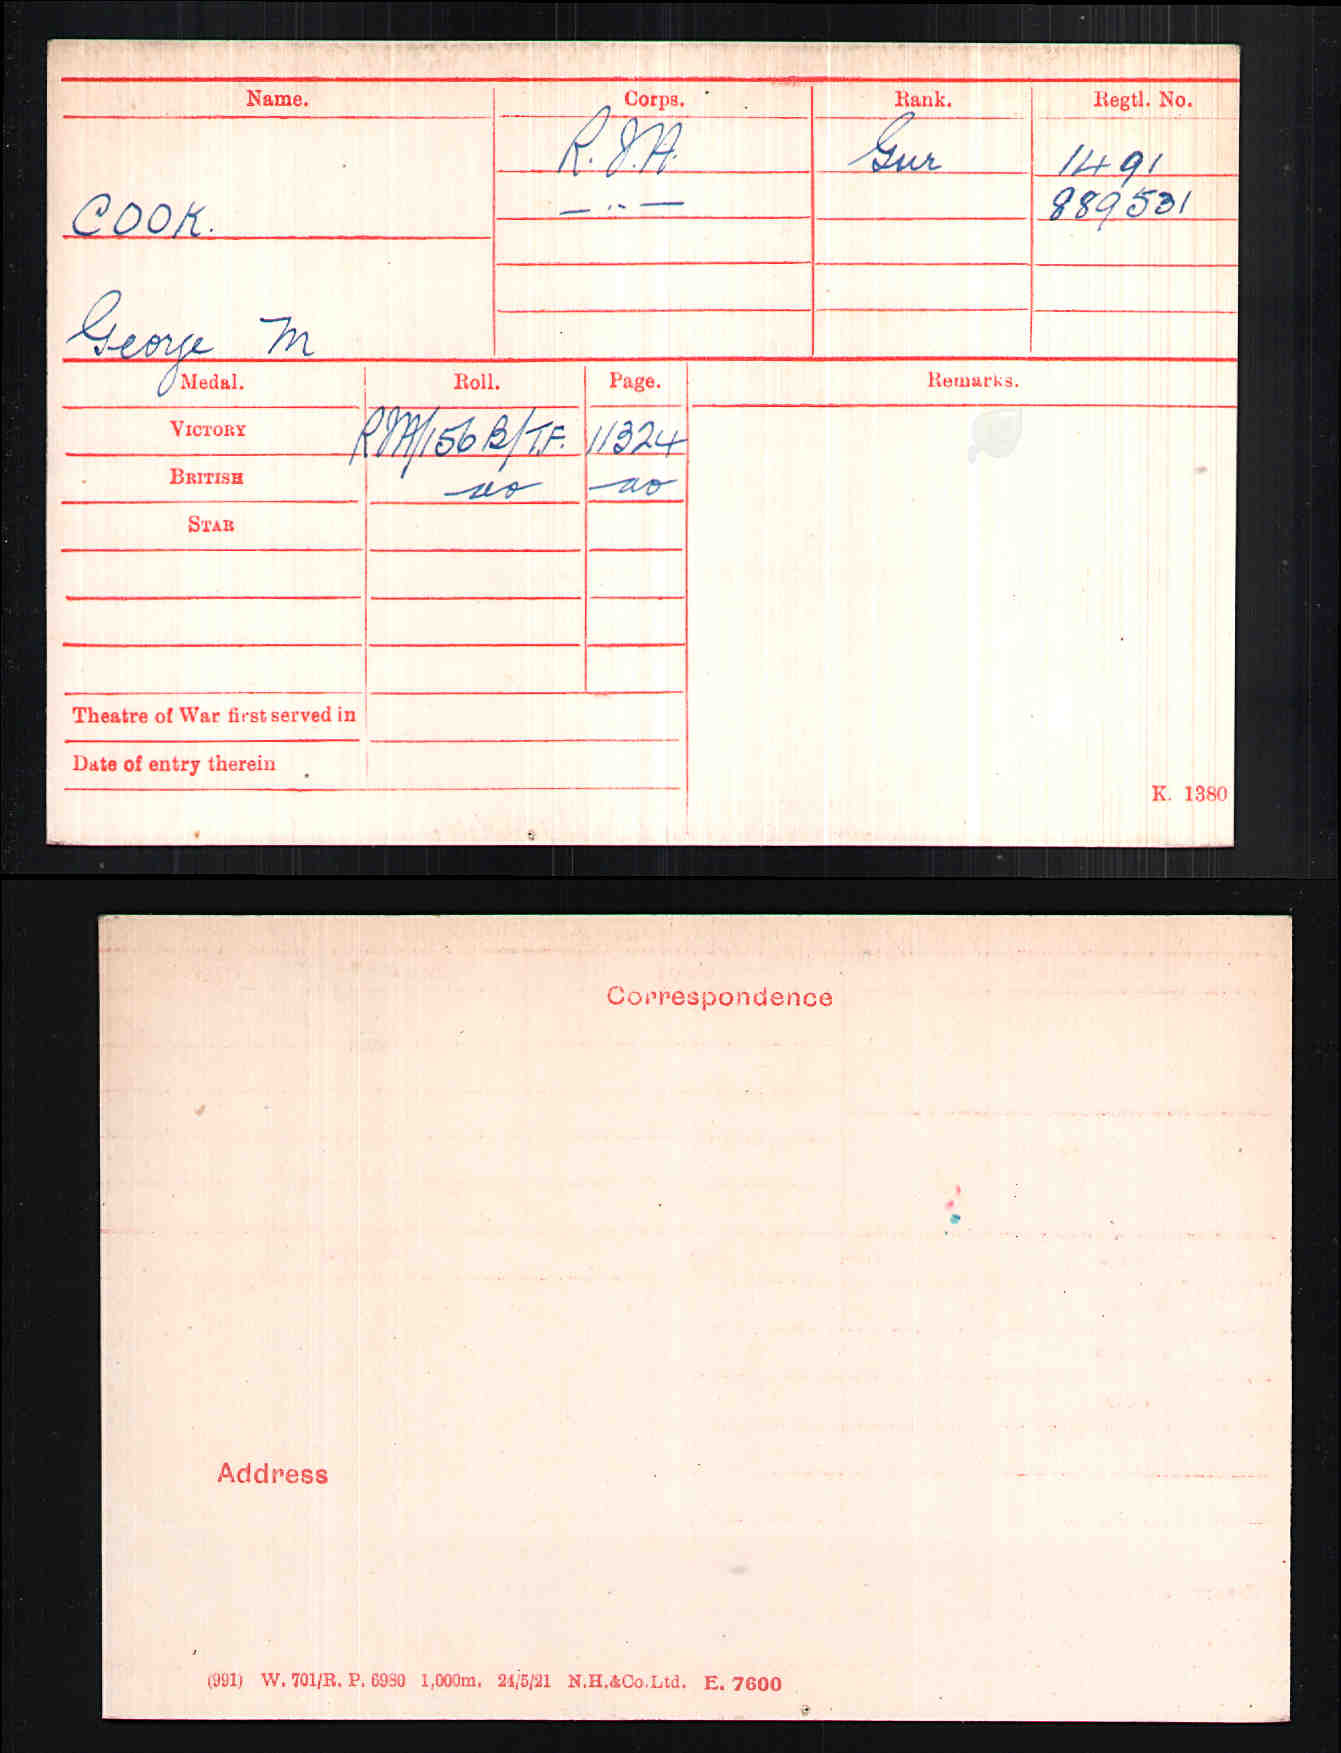 Name. Corps. Rank. Regtl. No.
COOK. R.F.A. Gnr 1491
— " — 889531
George M
Medal. Roll. Page. Remarks.
VICTORY RFA/156B/T.F. 11324
BRITISH do do
STAR
Theatre of War first served in
Date of entry therein
K. 1380
Correspondence
Address
(991) W. 701/R. P. 6980 1,000m. 24/5/21 N.H.&Co.Ltd. E. 7600